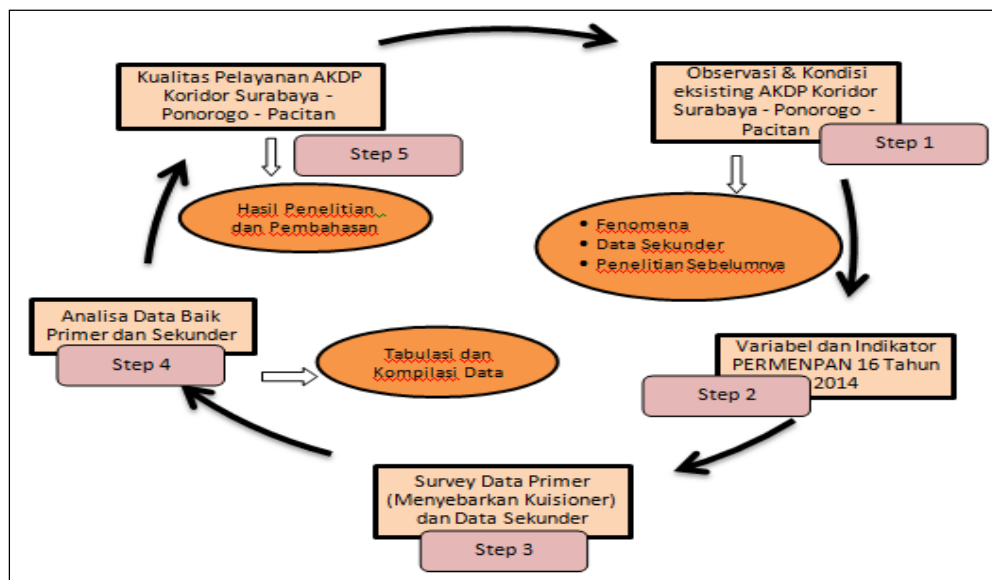 Kualitas Pelayanan AKDP
Koridor Surabaya -
Ponorogo - Pacitan
Step 5
Hasil Penelitian
dan Pembahasan
Observasi & Kondisi
eksisting AKDP Koridor
Surabaya - Ponorogo -
Pacitan
Step 1
• Fenomena
• Data Sekunder
• Penelitian Sebelumnya
Analisa Data Baik
Primer dan Sekunder
Step 4
Tabulasi dan
Kompilasi Data
Variabel dan Indikator
PERMENPAN 16 Tahun
2014
Step 2
Survey Data Primer
(Menyebarkan Kuisioner)
dan Data Sekunder
Step 3